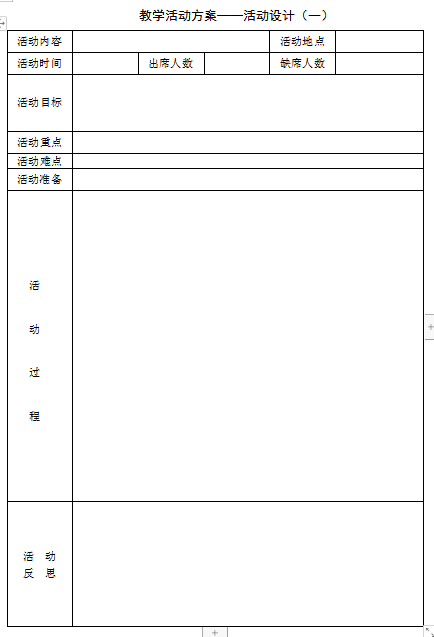 教学活动方案——活动设计（一）
活动内容 活动地点
活动时间 出席人数 缺席人数
活动目标
活动重点
活动难点
活动准备
活
动
过
程
活 动
反 思